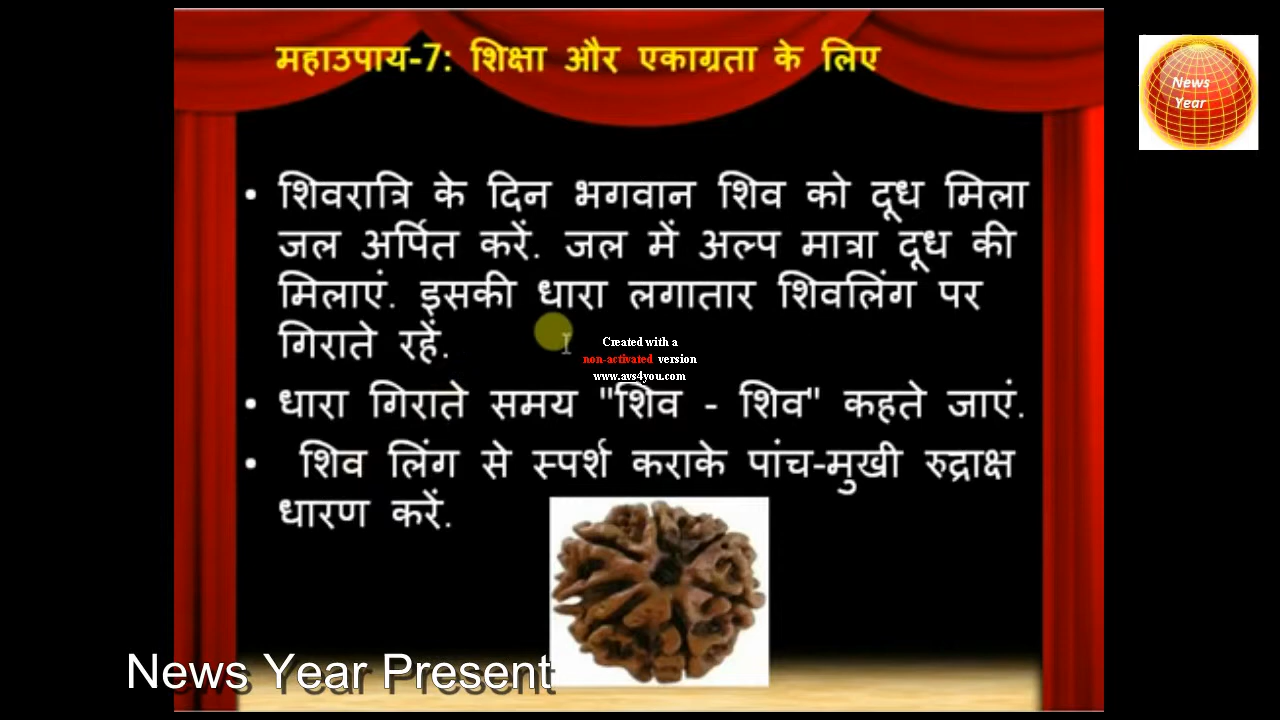 महाउपाय-7: शिक्षा और एकाग्रता के लिए
News
Year
• शिवरात्रि के दिन भगवान शिव को दूध मिला
जल अर्पित करें. जल में अल्प मात्रा दूध की
मिलाएं. इसकी धारा लगातार शिवलिंग पर
गिराते रहें.
Created with a
non-activated version
www.avs4you.com
• धारा गिराते समय "शिव - शिव" कहते जाएं.
• शिव लिंग से स्पर्श कराके पांच-मुखी रुद्राक्ष
धारण करें.
News Year Present